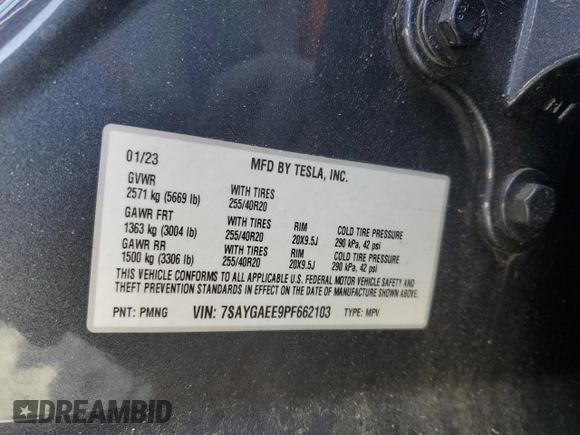 01/23 MFD BY TESLA, INC.
GVWR
2571 kg (5669 lb) WITH TIRES 255/40R20
GAWR FRT
1363 kg (3004 lb) WITH TIRES 255/40R20 RIM 20X9.5J COLD TIRE PRESSURE 290 kPa, 42 psi
GAWR RR
1500 kg (3306 lb) WITH TIRES 255/40R20 RIM 20X9.5J COLD TIRE PRESSURE 290 kPa, 42 psi
THIS VEHICLE CONFORMS TO ALL APPLICABLE U.S. FEDERAL MOTOR VEHICLE SAFETY AND
THEFT PREVENTION STANDARDS IN EFFECT ON THE DATE OF MANUFACTURE SHOWN ABOVE.
PNT: PMNG VIN: 7SAYGAEE9PF662103 TYPE: MPV
DREAMBID